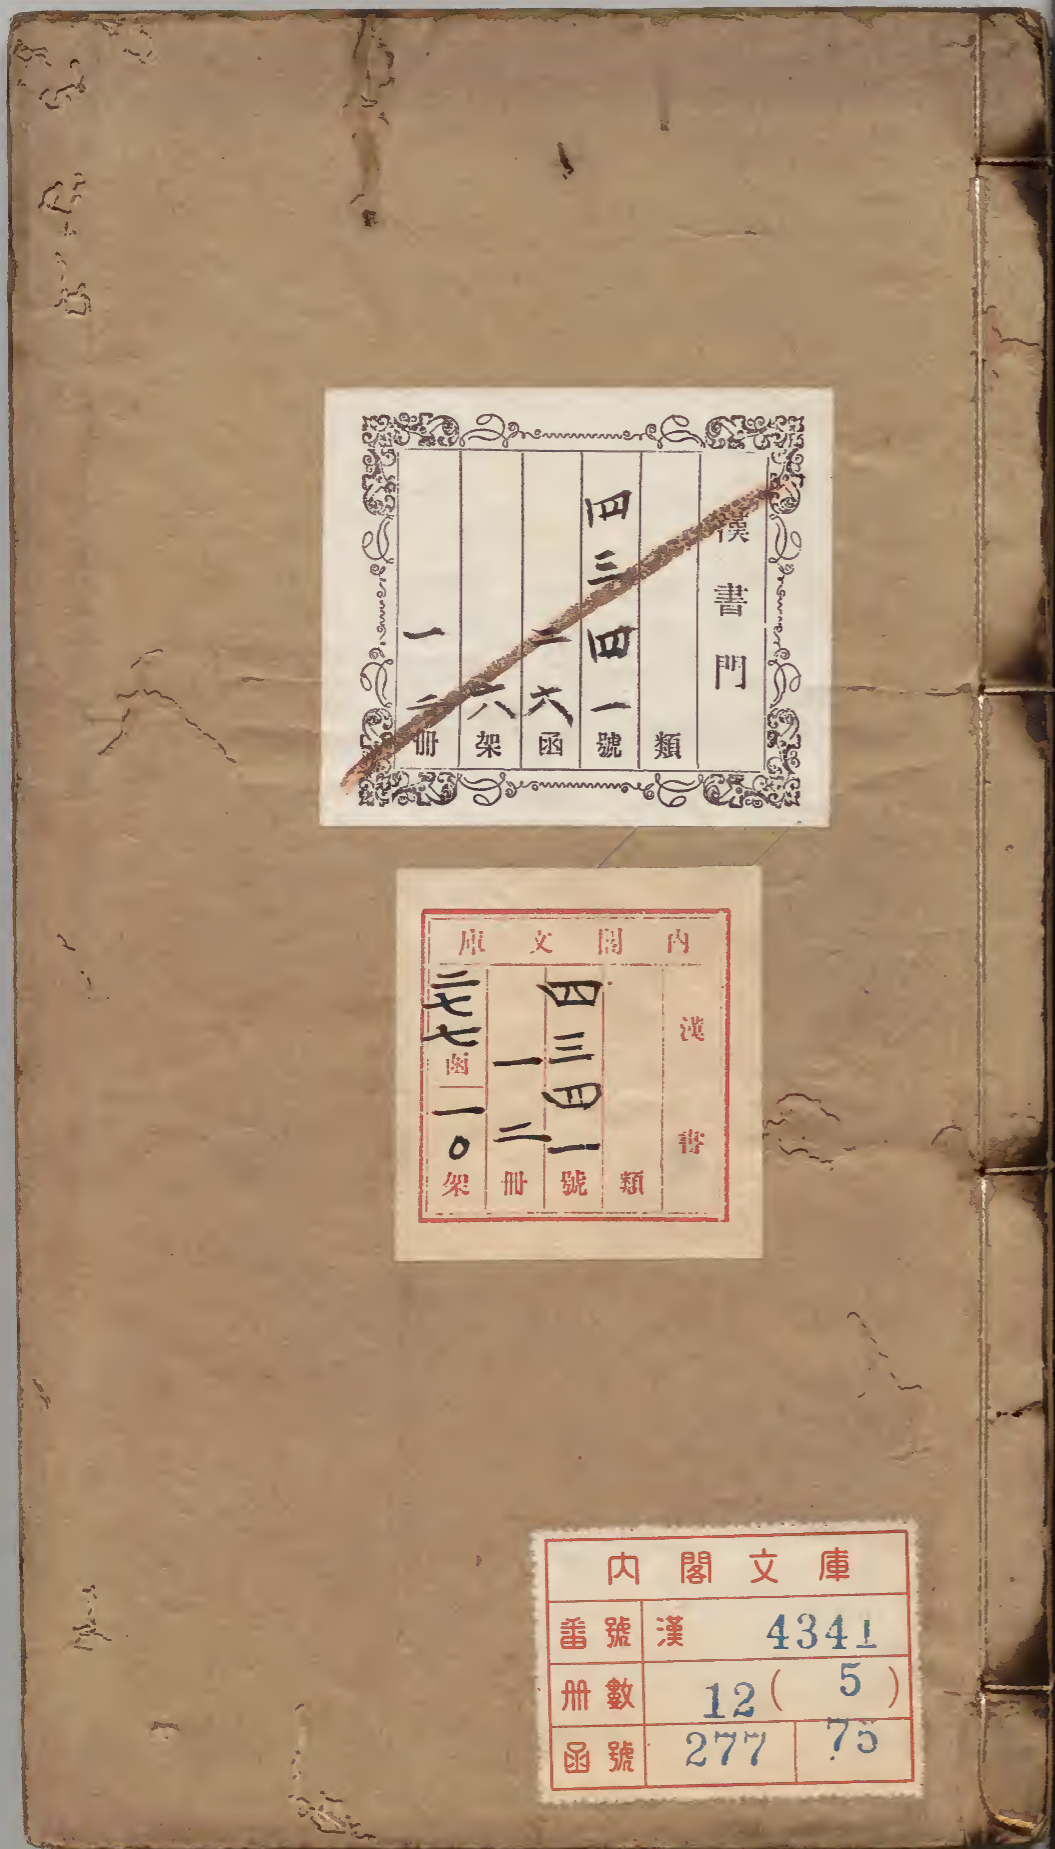 漢書門
類
四三四一號
二六函
六架
一二冊
內閣文庫
漢書
類
四三四一號
一二冊
二七七函
一〇架
內閣文庫
番號 漢 4341
冊數 12 ( 5 )
函號 277 75